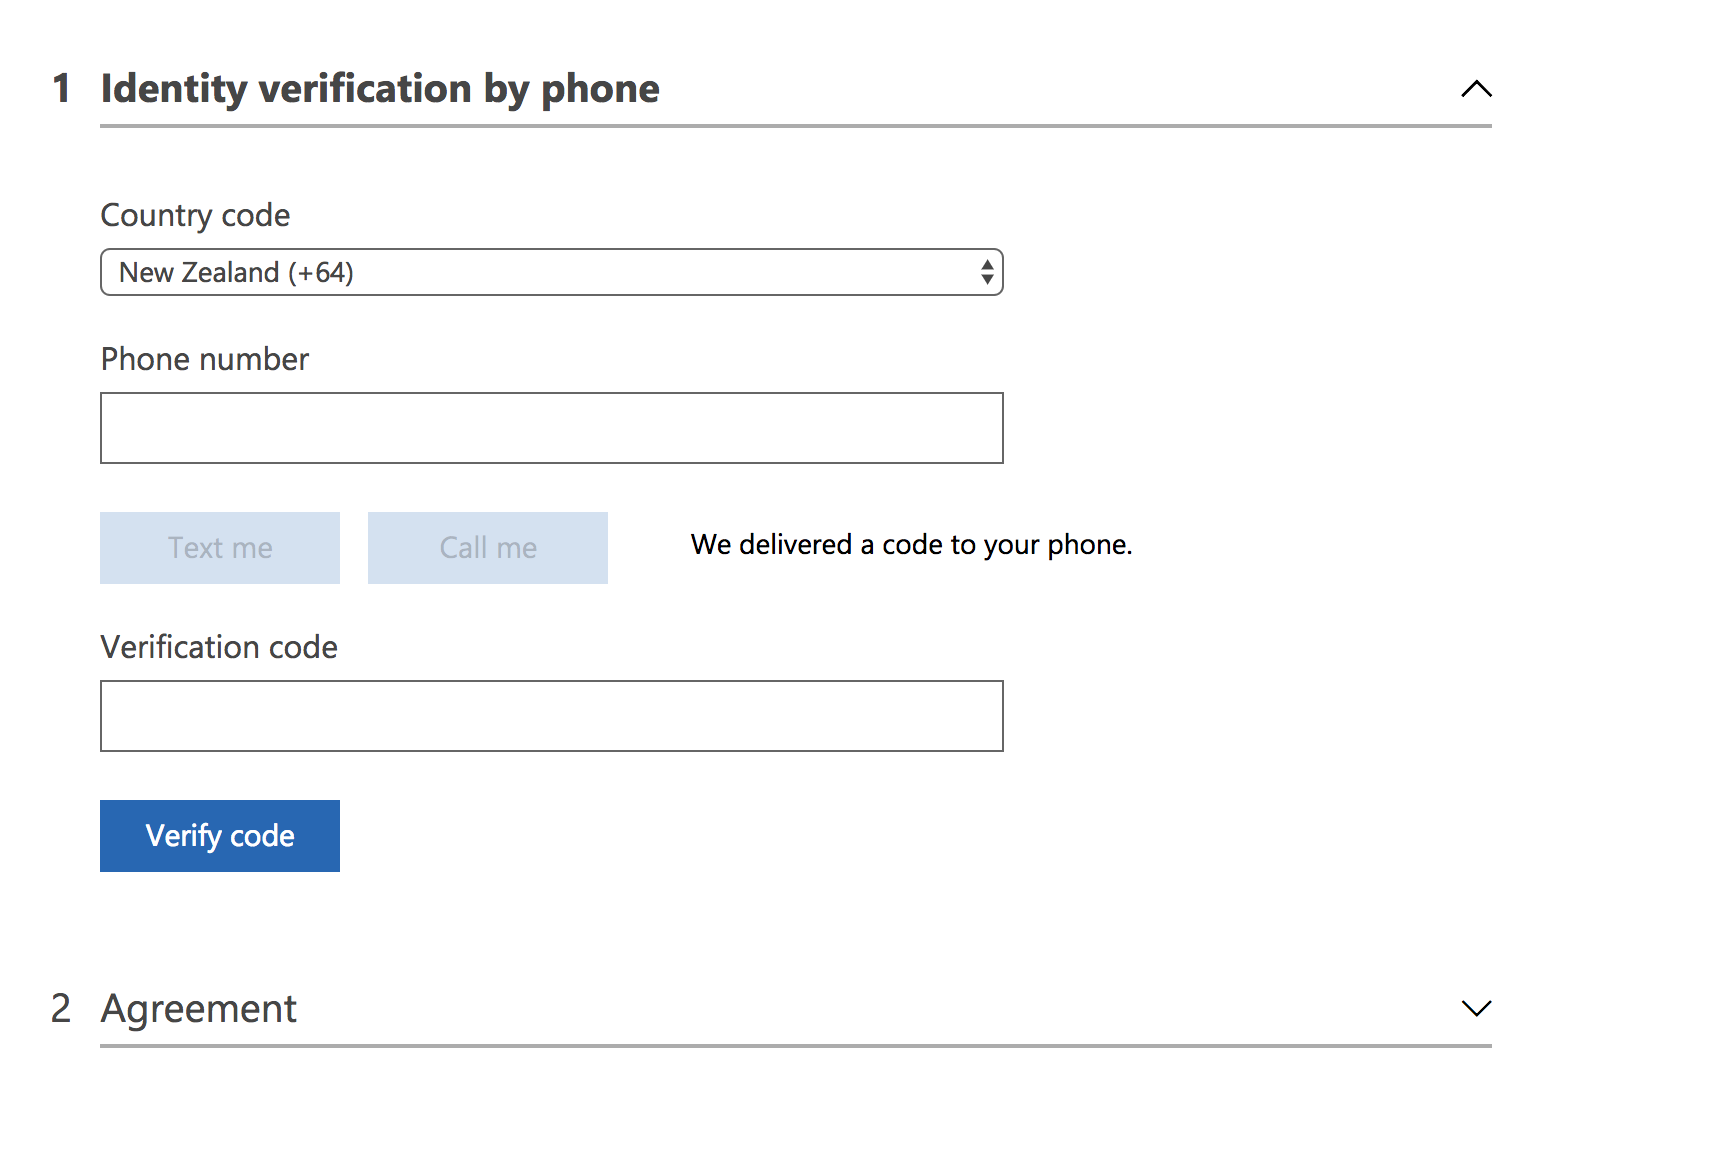 1 Identity verification by phone
Country code
New Zealand (+64)
Phone number
Text me Call me We delivered a code to your phone.
Verification code
Verify code
2 Agreement